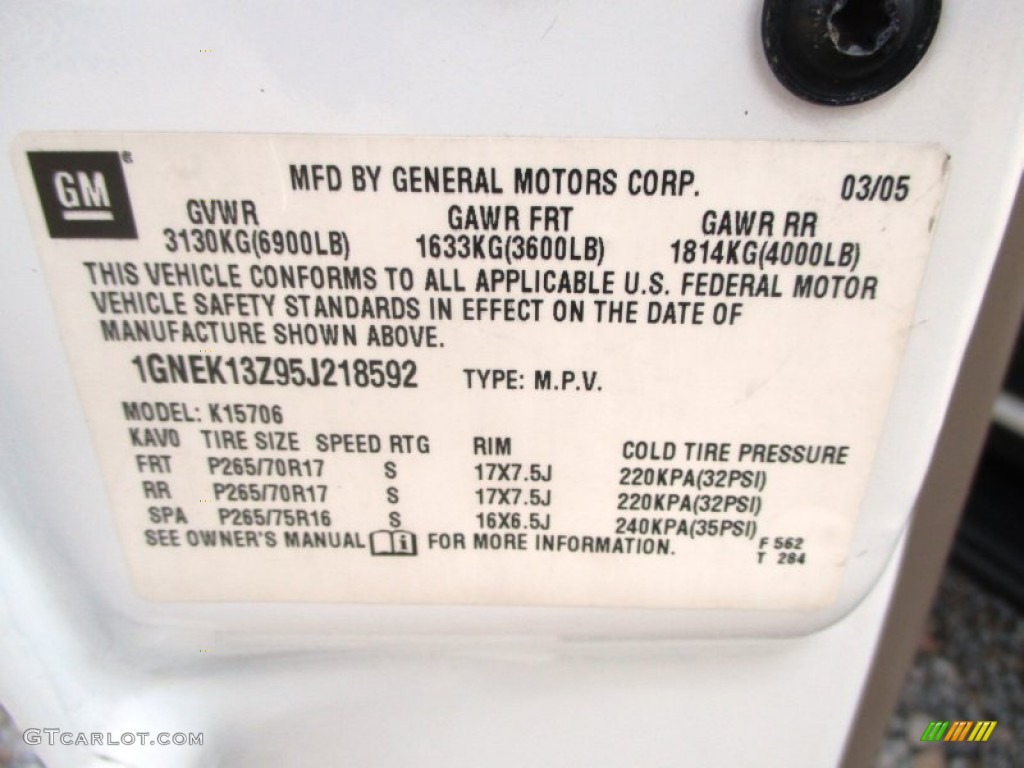 GM®
MFD BY GENERAL MOTORS CORP. 03/05
GVWR GAWR FRT GAWR RR
3130KG(6900LB) 1633KG(3600LB) 1814KG(4000LB)
THIS VEHICLE CONFORMS TO ALL APPLICABLE U.S. FEDERAL MOTOR
VEHICLE SAFETY STANDARDS IN EFFECT ON THE DATE OF
MANUFACTURE SHOWN ABOVE.
1GNEK13Z95J218592 TYPE: M.P.V.
MODEL: K15706
KAV0 TIRE SIZE SPEED RTG RIM COLD TIRE PRESSURE
FRT P265/70R17 S 17X7.5J 220KPA(32PSI)
RR P265/70R17 S 17X7.5J 220KPA(32PSI)
SPA P265/75R16 S 16X6.5J 240KPA(35PSI)
SEE OWNER'S MANUAL i FOR MORE INFORMATION.
F 562
T 284
GTCARLOT.COM